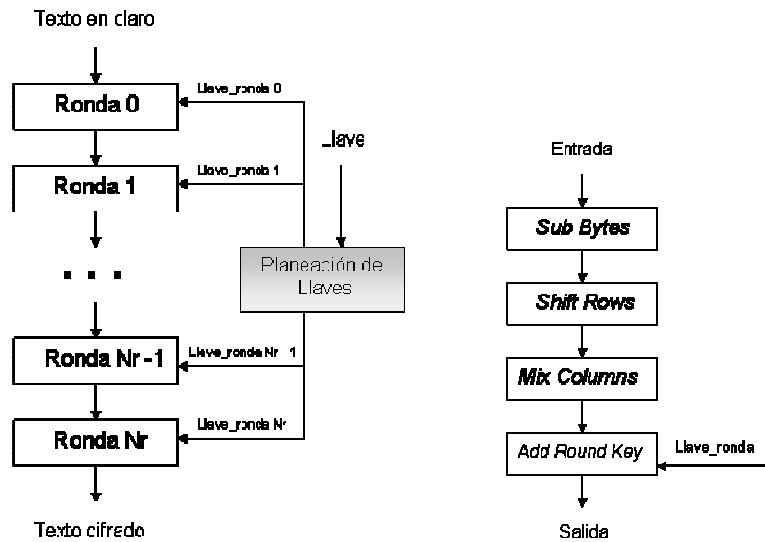 Texto en claro
Llave_ronda 0
Ronda 0
Llave
Llave_ronda 1
Ronda 1
. . .
Planeación de
Llaves
Ronda Nr -1
Llave_ronda Nr -1
Llave_ronda Nr
Ronda Nr
Texto cifrado
Entrada
Sub Bytes
Shift Rows
Mix Columns
Add Round Key
Llave_ronda
Salida